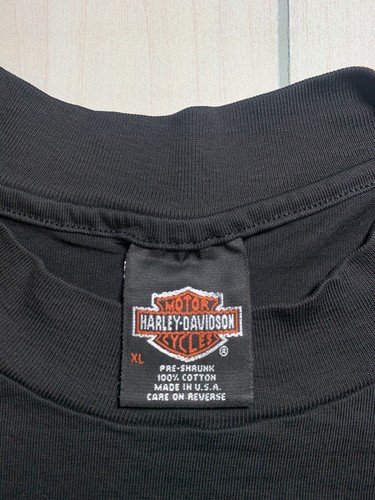 MOTOR
HARLEY-DAVIDSON
CYCLES
®
XL
PRE-SHRUNK
100% COTTON
MADE IN U.S.A.
CARE ON REVERSE